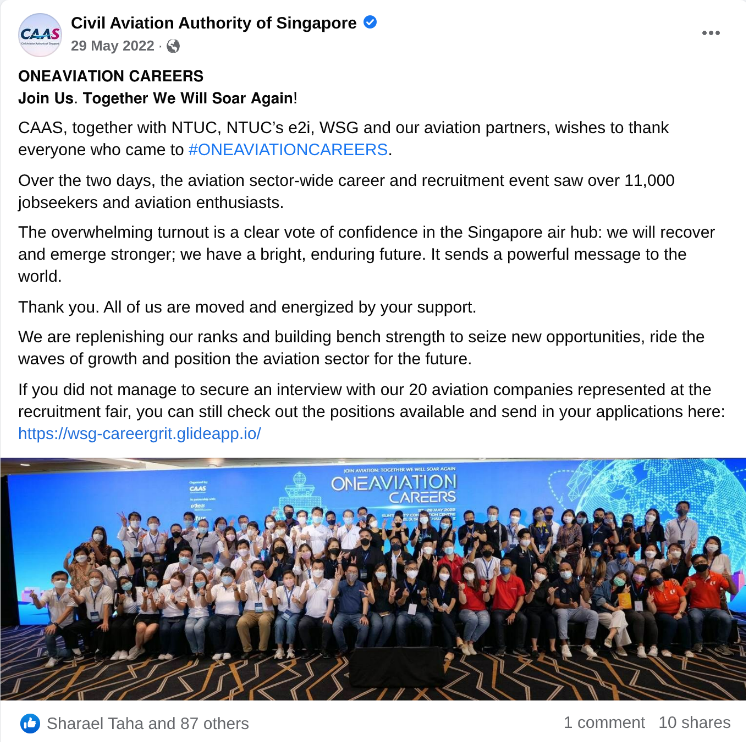 CAAS
Civil Aviation Authority of Singapore
29 May 2022 ·
ONEAVIATION CAREERS
Join Us. Together We Will Soar Again!
CAAS, together with NTUC, NTUC’s e2i, WSG and our aviation partners, wishes to thank
everyone who came to #ONEAVIATIONCAREERS.
Over the two days, the aviation sector-wide career and recruitment event saw over 11,000
jobseekers and aviation enthusiasts.
The overwhelming turnout is a clear vote of confidence in the Singapore air hub: we will recover
and emerge stronger; we have a bright, enduring future. It sends a powerful message to the
world.
Thank you. All of us are moved and energized by your support.
We are replenishing our ranks and building bench strength to seize new opportunities, ride the
waves of growth and position the aviation sector for the future.
If you did not manage to secure an interview with our 20 aviation companies represented at the
recruitment fair, you can still check out the positions available and send in your applications here:
https://wsg-careergrit.glideapp.io/
JOIN AVIATION: TOGETHER WE WILL SOAR AGAIN
ONEAVIATION
CAREERS
CAAS
Sharael Taha and 87 others
1 comment 10 shares